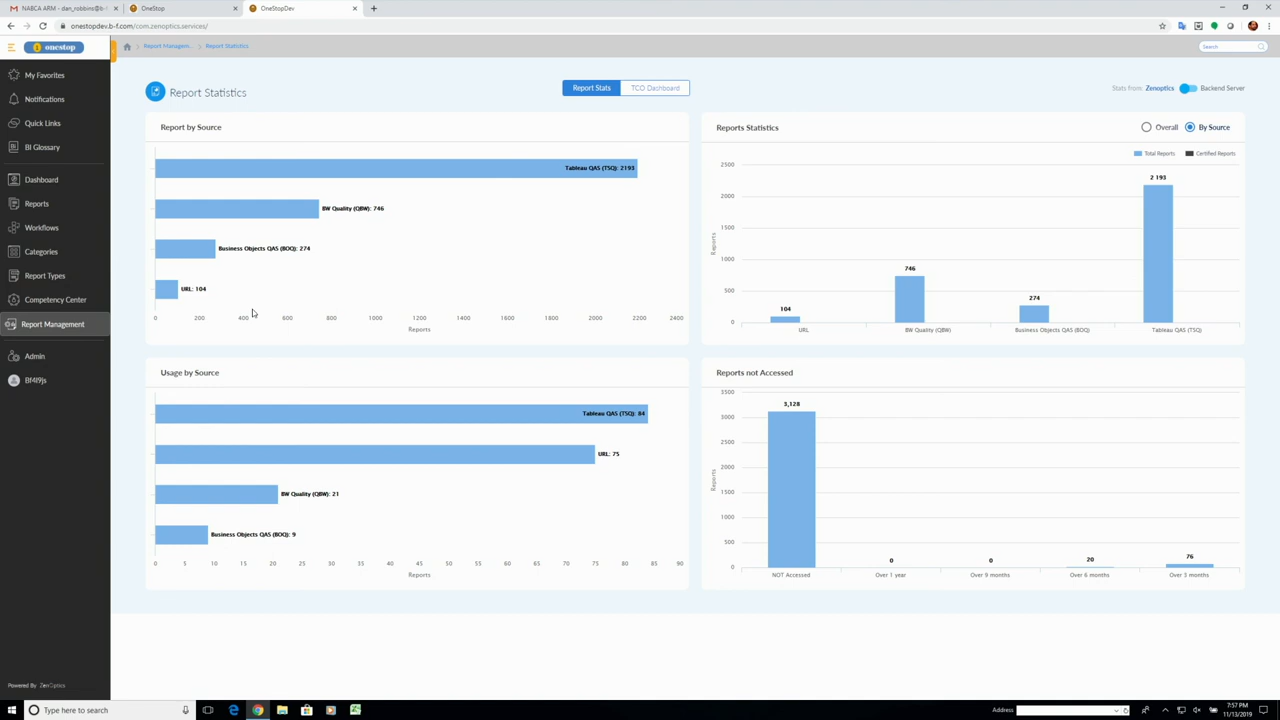 NABCA ARM - dan_robbins@b-f
OneStop
OneStopDev
onestopdev.b-f.com/com.zenoptics.services/
onestop
Report Managem...
Report Statistics
Search
My Favorites
Notifications
Quick Links
BI Glossary
Dashboard
Reports
Workflows
Categories
Report Types
Competency Center
Report Management
Admin
Bf4l9js
Powered By ZenOptics
Report Statistics
Report Stats
TCO Dashboard
Stats from: Zenoptics Backend Server
Report by Source
Tableau QAS (TSQ): 2193
BW Quality (QBW): 746
Business Objects QAS (BOQ): 274
URL: 104
0 200 400 600 800 1000 1200 1400 1600 1800 2000 2200 2400
Reports
Reports Statistics
Overall By Source
Total Reports Certified Reports
2500
2000
1500
1000
500
0
Reports
104
746
274
2 193
URL BW Quality (QBW) Business Objects QAS (BOQ) Tableau QAS (TSQ)
Usage by Source
Tableau QAS (TSQ): 84
URL: 75
BW Quality (QBW): 21
Business Objects QAS (BOQ): 9
0 5 10 15 20 25 30 35 40 45 50 55 60 65 70 75 80 85 90
Reports
Reports not Accessed
3500
3000
2500
2000
1500
1000
500
0
Reports
3,128
0
0
20
76
NOT Accessed Over 1 year Over 9 months Over 6 months Over 3 months
Type here to search
Address
7:57 PM
11/13/2019